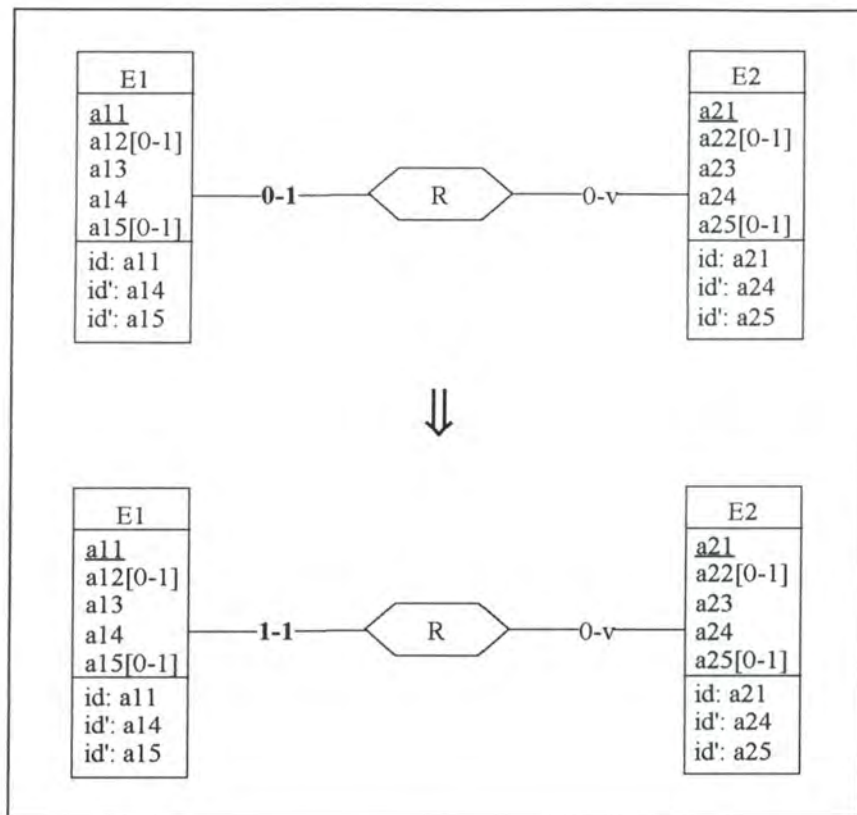 E1
a11
a12[0-1]
a13
a14
a15[0-1]
id: a11
id': a14
id': a15
0-1
R
0-v
E2
a21
a22[0-1]
a23
a24
a25[0-1]
id: a21
id': a24
id': a25
⇓
E1
a11
a12[0-1]
a13
a14
a15[0-1]
id: a11
id': a14
id': a15
1-1
R
0-v
E2
a21
a22[0-1]
a23
a24
a25[0-1]
id: a21
id': a24
id': a25